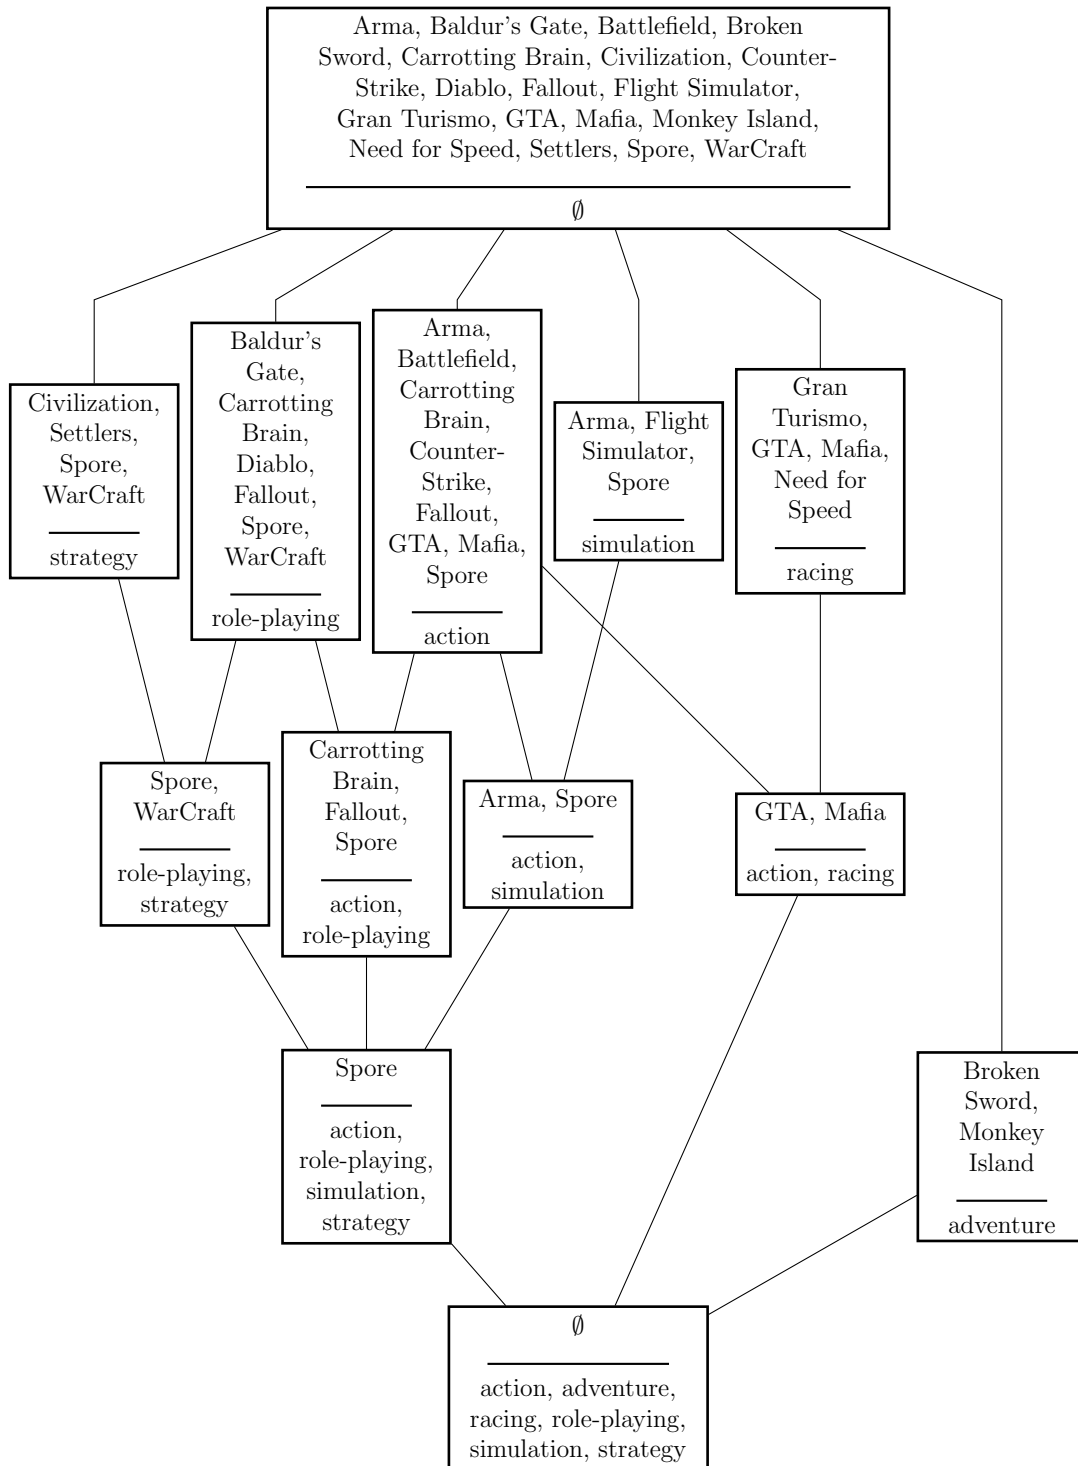 Arma, Baldur's Gate, Battlefield, Broken
Sword, Carrotting Brain, Civilization, Counter-
Strike, Diablo, Fallout, Flight Simulator,
Gran Turismo, GTA, Mafia, Monkey Island,
Need for Speed, Settlers, Spore, WarCraft
∅
Civilization,
Settlers,
Spore,
WarCraft
strategy
Baldur's
Gate,
Carrotting
Brain,
Diablo,
Fallout,
Spore,
WarCraft
role-playing
Arma,
Battlefield,
Carrotting
Brain,
Counter-
Strike,
Fallout,
GTA, Mafia,
Spore
action
Arma, Flight
Simulator,
Spore
simulation
Gran
Turismo,
GTA, Mafia,
Need for
Speed
racing
Spore,
WarCraft
role-playing,
strategy
Carrotting
Brain,
Fallout,
Spore
action,
role-playing
Arma, Spore
action,
simulation
GTA, Mafia
action, racing
Spore
action,
role-playing,
simulation,
strategy
Broken
Sword,
Monkey
Island
adventure
∅
action, adventure,
racing, role-playing,
simulation, strategy